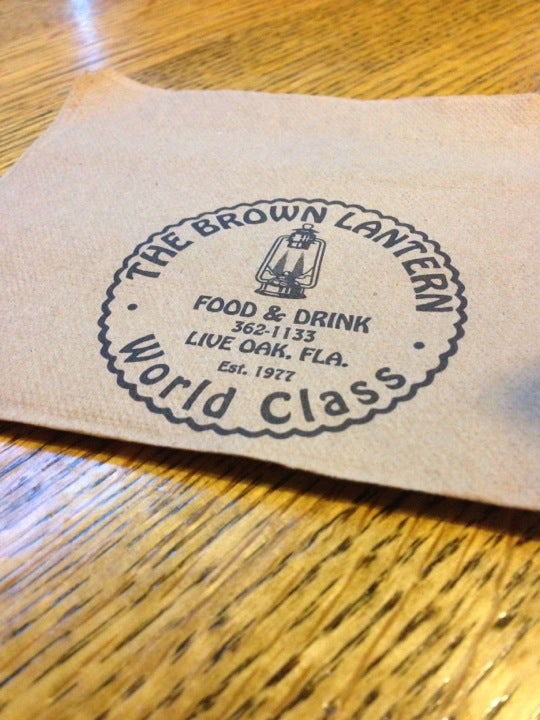 THE BROWN LANTERN
FOOD & DRINK
362-1133
LIVE OAK, FLA.
Est. 1977
World Class